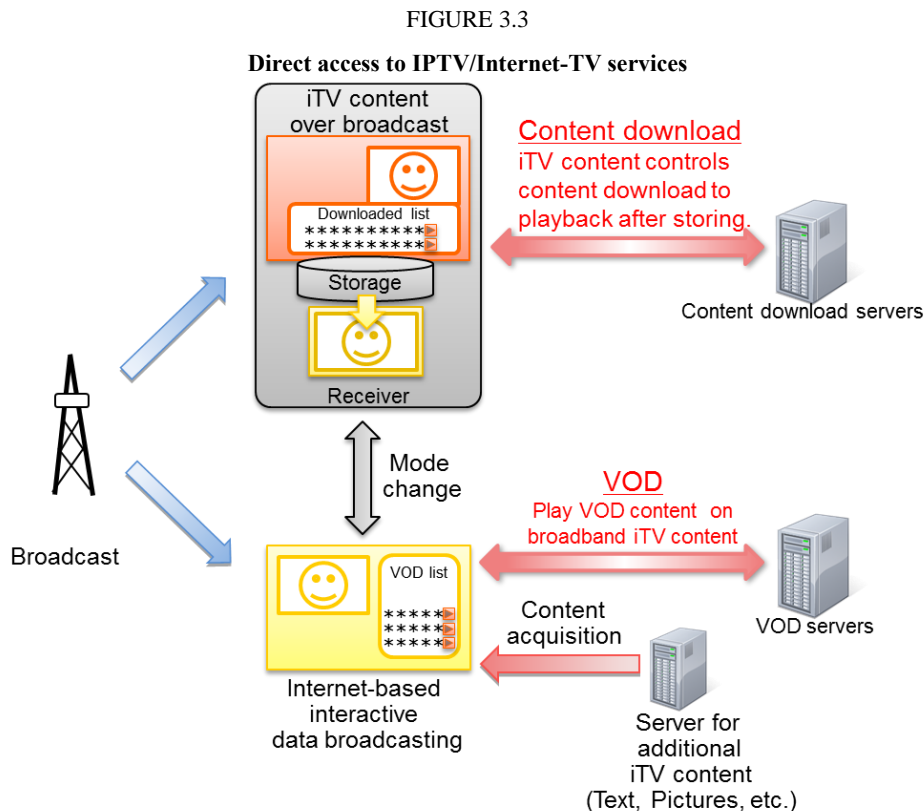 FIGURE 3.3
Direct access to IPTV/Internet-TV services
iTV content
over broadcast
Downloaded list
**********
**********
Storage
Receiver
Content download
iTV content controls
content download to
playback after storing.
Content download servers
Broadcast
Mode
change
VOD list
*****
*****
*****
Internet-based
interactive
data broadcasting
VOD
Play VOD content on
broadband iTV content
VOD servers
Content
acquisition
Server for
additional
iTV content
(Text, Pictures, etc.)